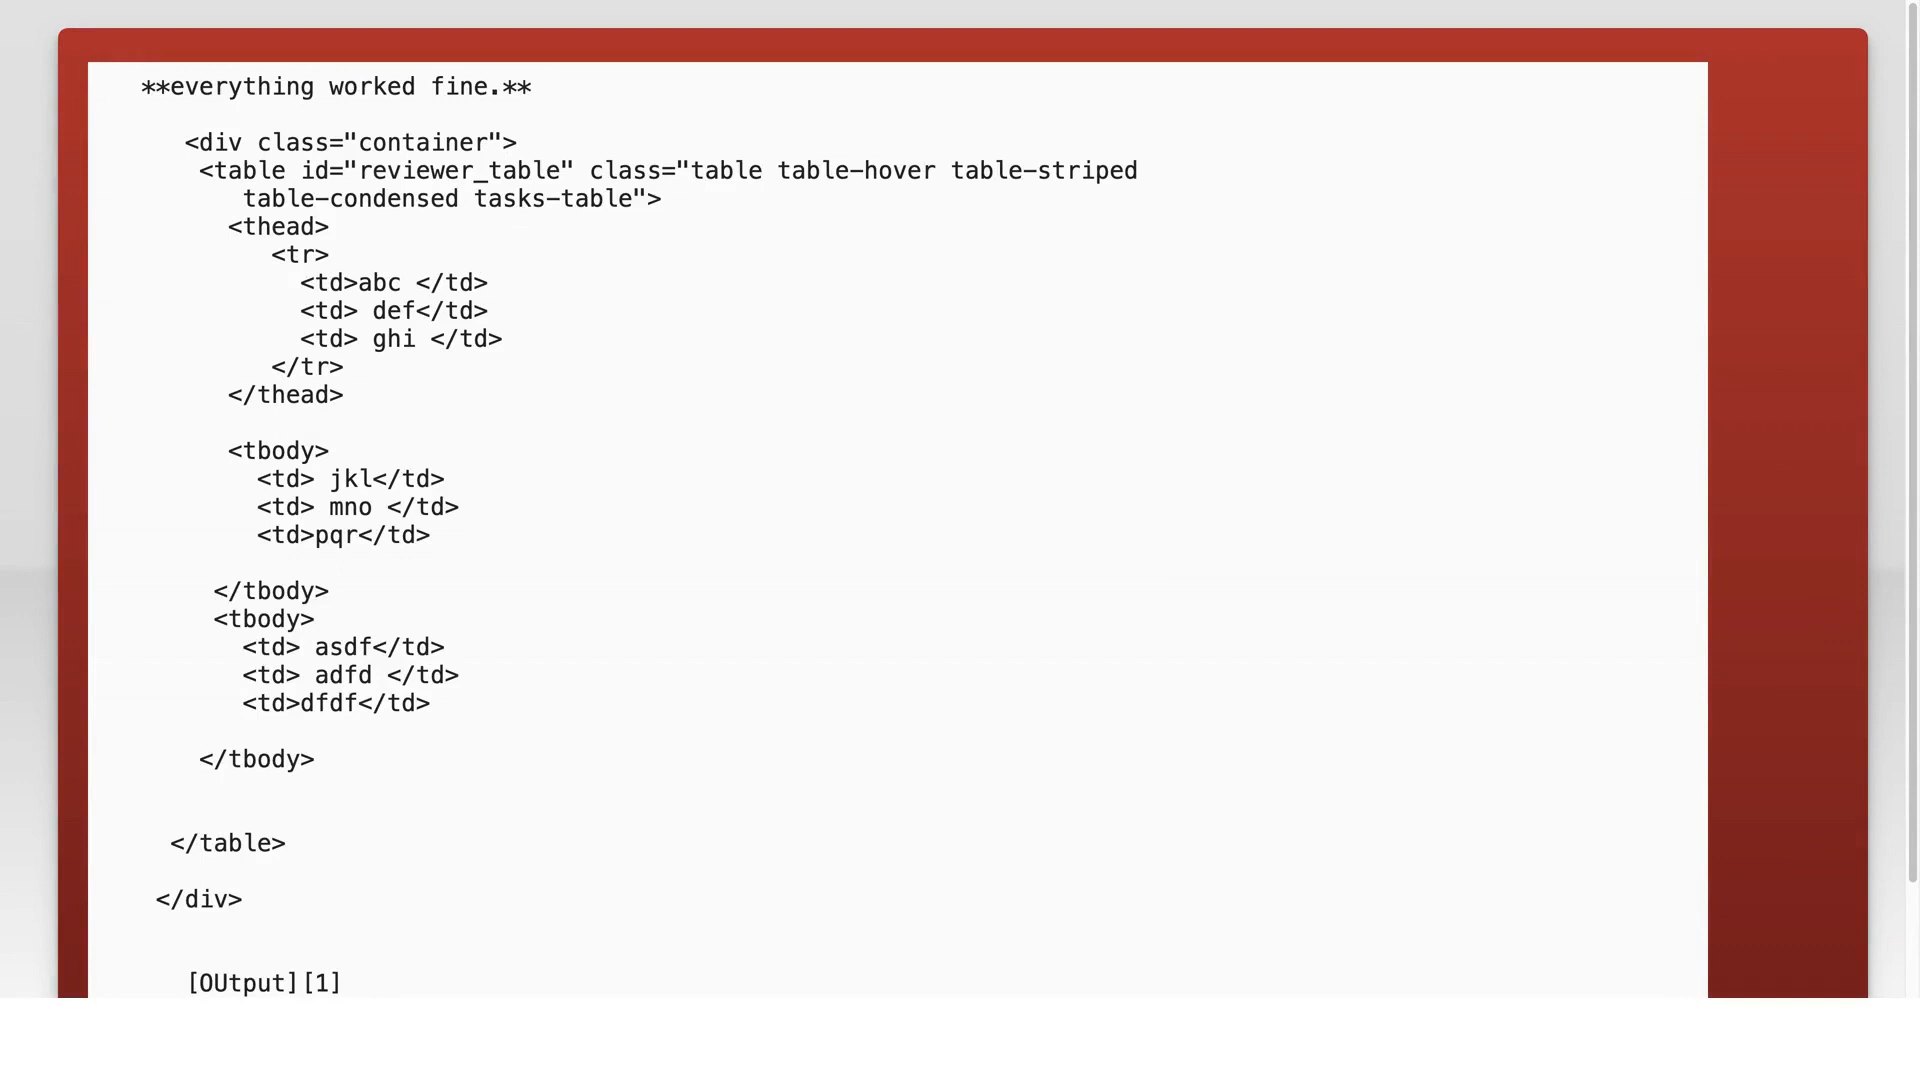 **everything worked fine.**
<div class="container">
<table id="reviewer_table" class="table table-hover table-striped
table-condensed tasks-table">
<thead>
<tr>
<td>abc </td>
<td> def</td>
<td> ghi </td>
</tr>
</thead>
<tbody>
<td> jkl</td>
<td> mno </td>
<td>pqr</td>
</tbody>
<tbody>
<td> asdf</td>
<td> adfd </td>
<td>dfdf</td>
</tbody>
</table>
</div>
[OUtput][1]